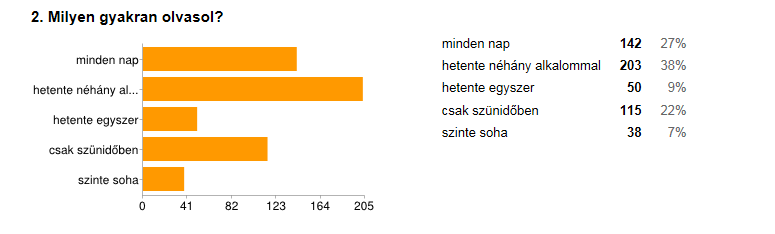 2. Milyen gyakran olvasol?
minden nap
hetente néhány al...
hetente egyszer
csak szünidőben
szinte soha
0 41 82 123 164 205
minden nap 142 27%
hetente néhány alkalommal 203 38%
hetente egyszer 50 9%
csak szünidőben 115 22%
szinte soha 38 7%